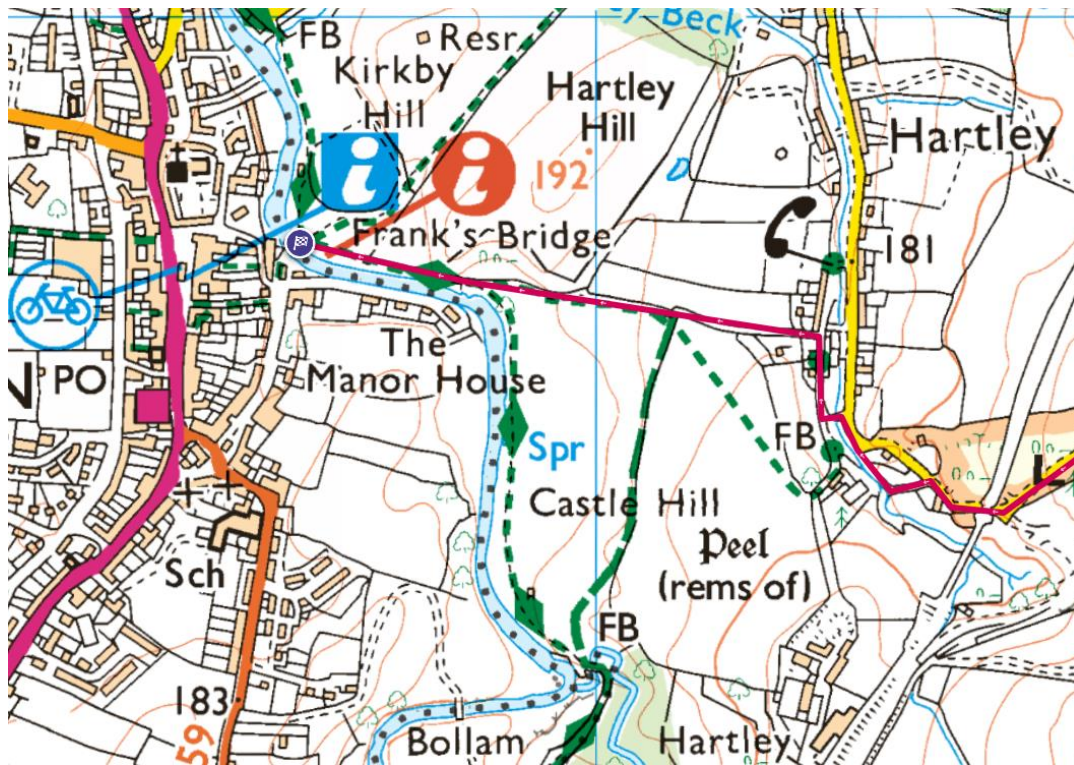 FB
Resr
ey Beck
Kirkby
Hill
Hartley
Hill
Hartley
i
i
192
Frank's Bridge
181
The
Manor House
N
PO
Spr
FB
Castle Hill
L
Peel
(rems of)
Sch
FB
183
59
Bollam
Hartley